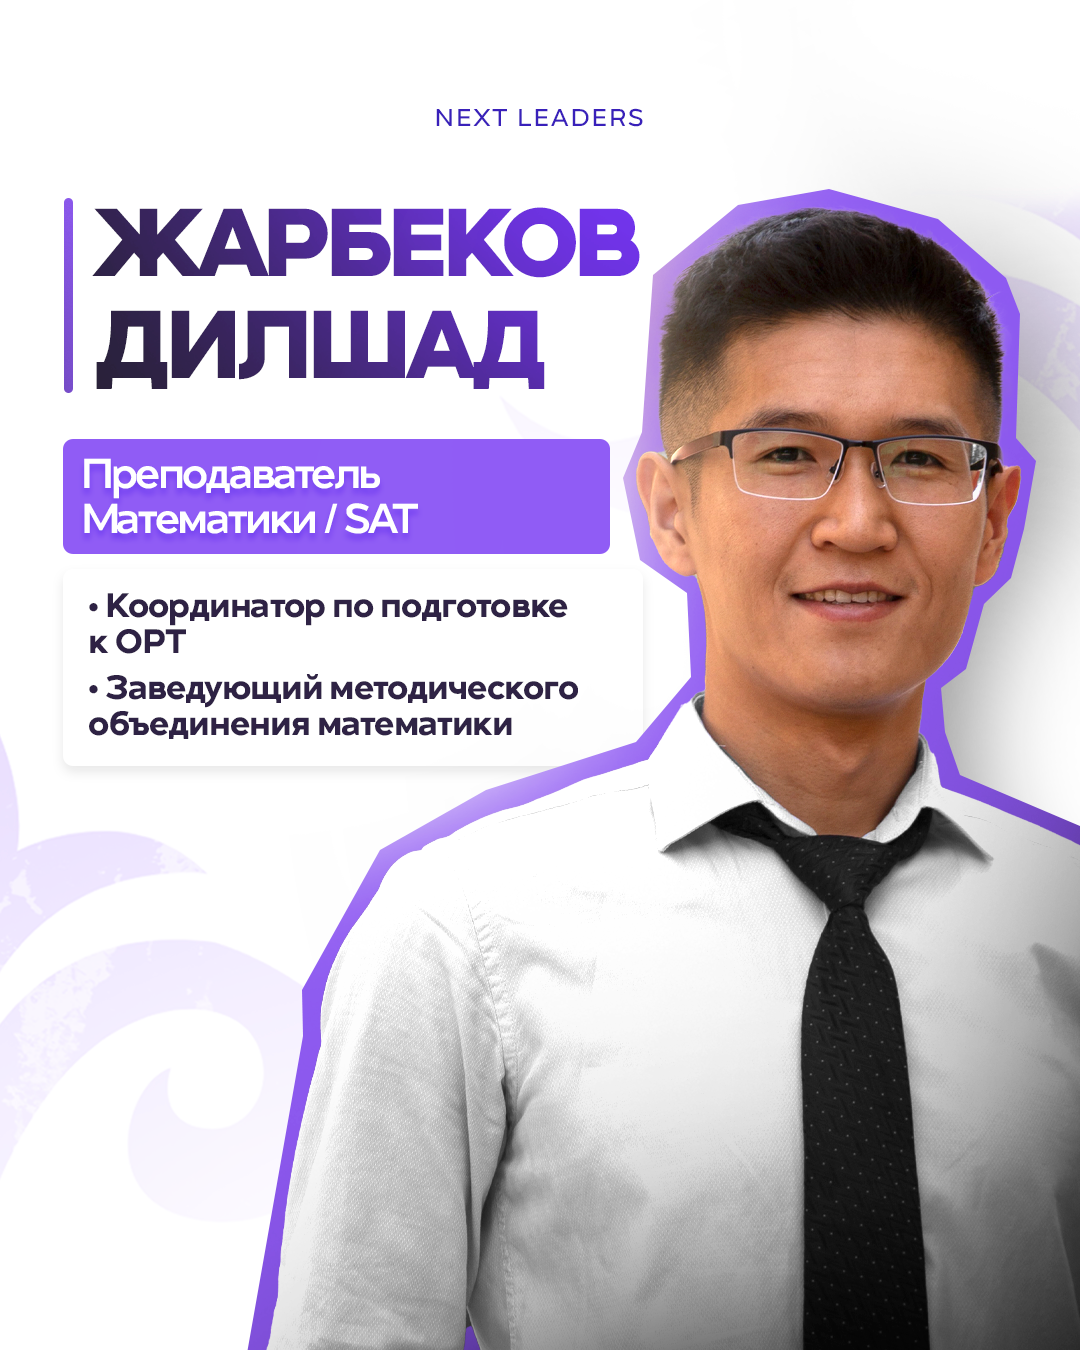 NEXT LEADERS
ЖАРБЕКОВ
ДИЛШАД
Преподаватель
Математики / SAT
• Координатор по подготовке
к ОРТ
• Заведующий методического
объединения математики